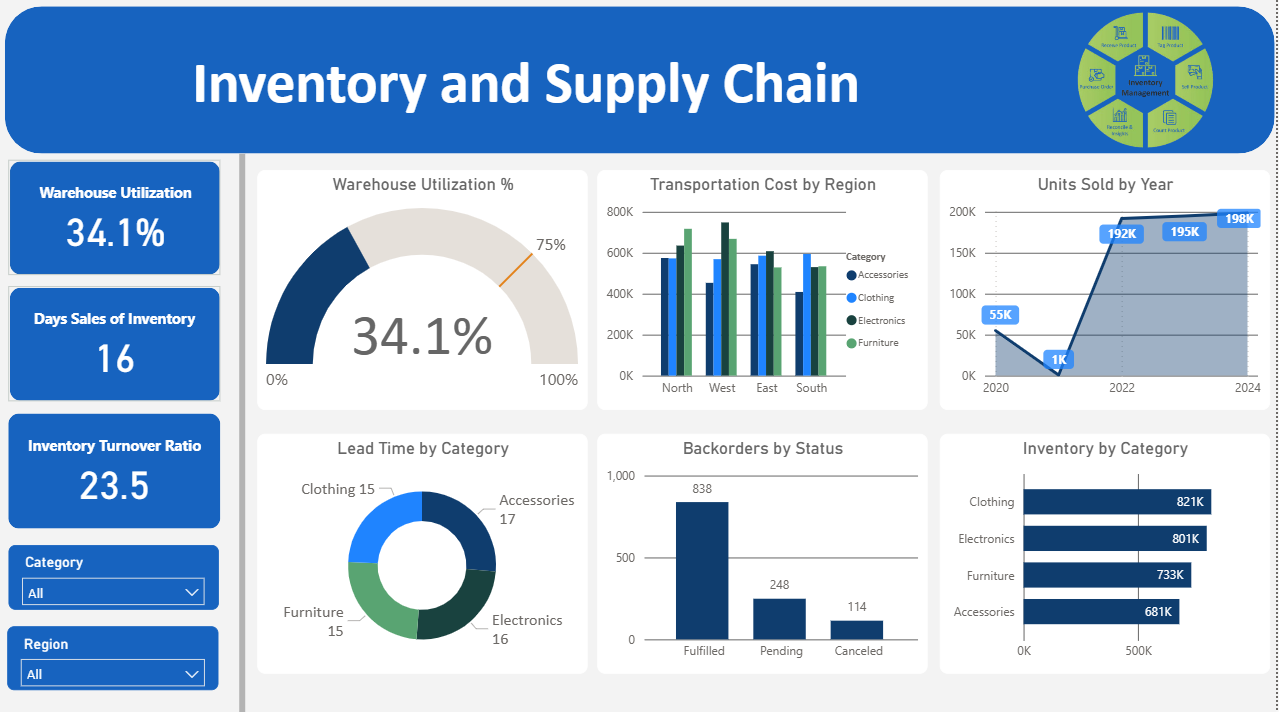 Inventory and Supply Chain
Receive Product
Tag Product
Purchase Order
Inventory
Management
Sell Product
Reconcile &
Insights
Count Product
Warehouse Utilization
34.1%
Days Sales of Inventory
16
Inventory Turnover Ratio
23.5
Category
All
Region
All
Warehouse Utilization %
75%
34.1%
0%
100%
Transportation Cost by Region
800K
600K
400K
200K
0K
North
West
East
South
Category
Accessories
Clothing
Electronics
Furniture
Units Sold by Year
200K
150K
100K
50K
0K
55K
1K
192K
195K
198K
2020
2022
2024
Lead Time by Category
Clothing 15
Accessories
17
Furniture
15
Electronics
16
Backorders by Status
1,000
500
0
838
248
114
Fulfilled
Pending
Canceled
Inventory by Category
Clothing
821K
Electronics
801K
Furniture
733K
Accessories
681K
0K
500K